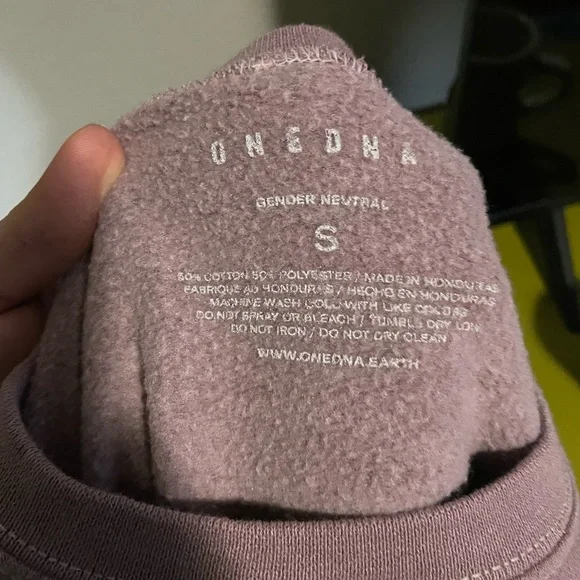 ONEDNA
GENDER NEUTRAL
S
50% COTTON 50% POLYESTER / MADE IN HONDURAS
FABRIQUE AU HONDURAS / HECHO EN HONDURAS
MACHINE WASH COLD WITH LIKE COLORS
DO NOT SPRAY OR BLEACH / TUMBLE DRY LOW
DO NOT IRON / DO NOT DRY CLEAN
WWW.ONEDNA.EARTH